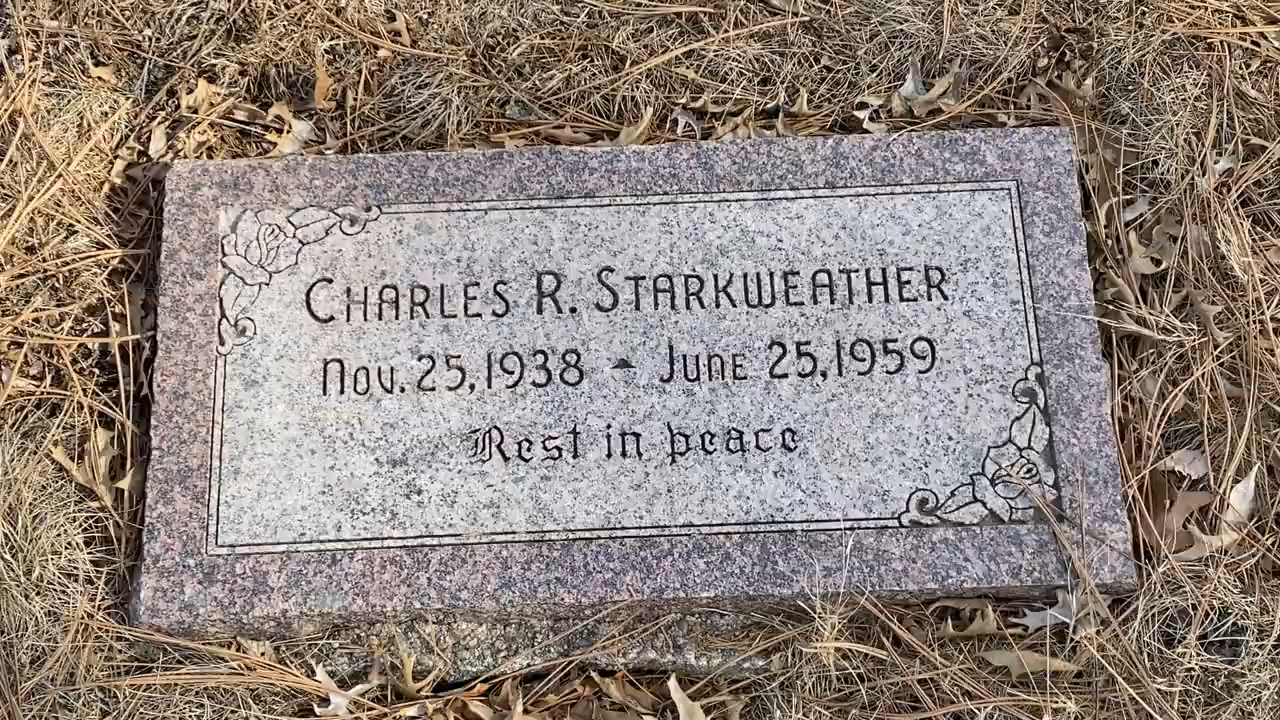 Charles R. Starkweather
Nov. 25, 1938 - June 25, 1959
Rest in peace